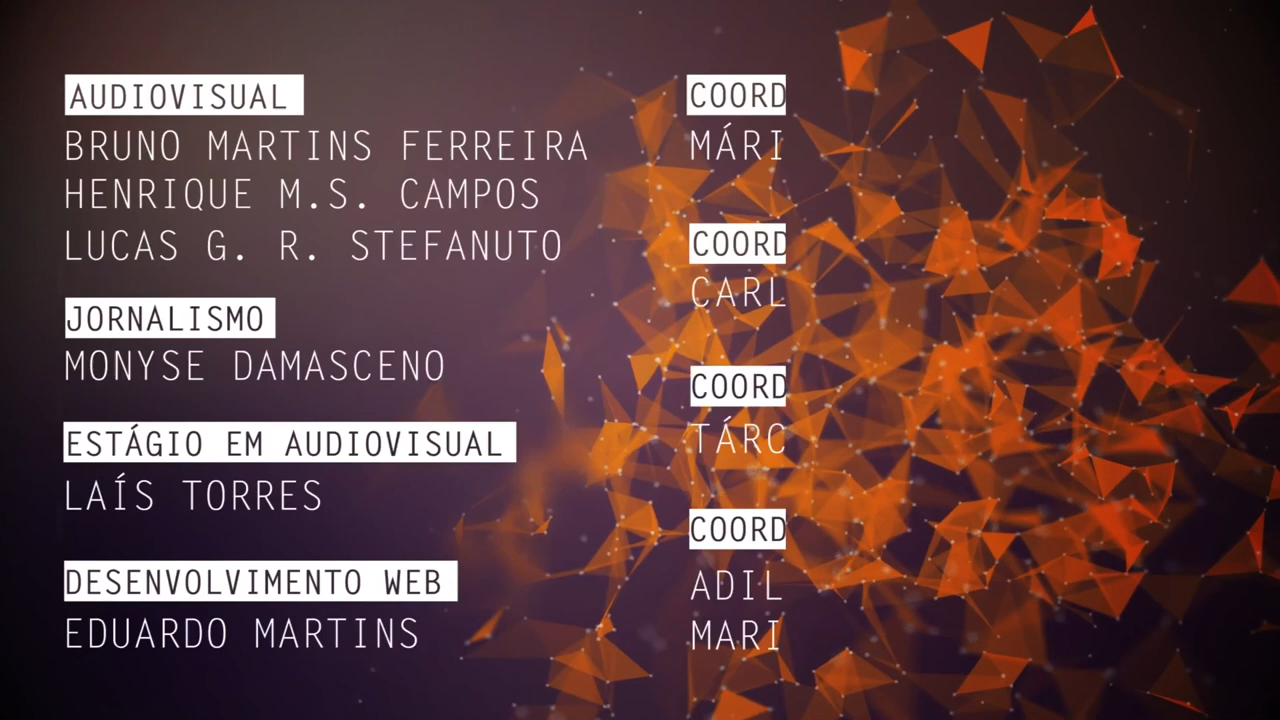 AUDIOVISUAL
BRUNO MARTINS FERREIRA
HENRIQUE M.S. CAMPOS
LUCAS G. R. STEFANUTO
JORNALISMO
MONYSE DAMASCENO
ESTÁGIO EM AUDIOVISUAL
LAÍS TORRES
DESENVOLVIMENTO WEB
EDUARDO MARTINS
COORD
MÁRI
COORD
CARL
COORD
TÁRC
COORD
ADIL
MARI